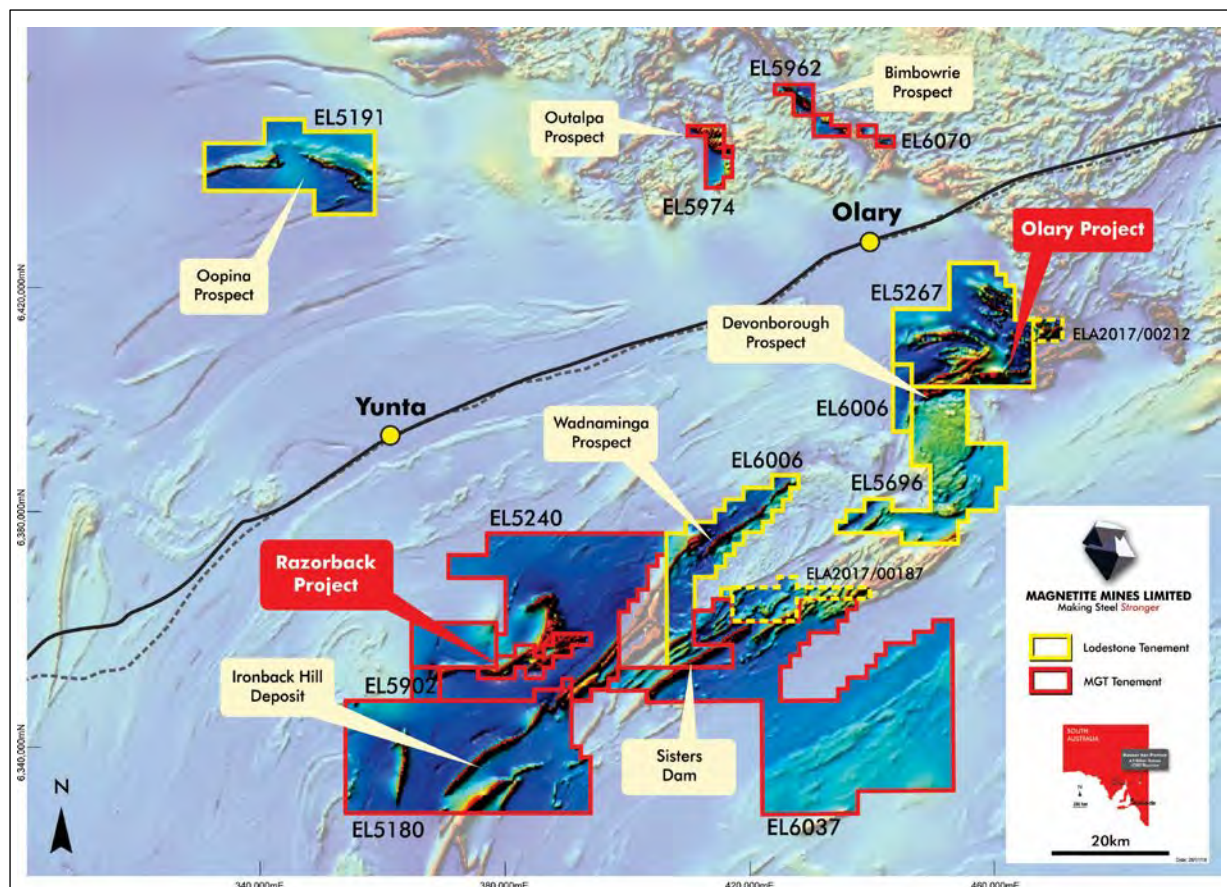 EL5962
Bimbowrie
Prospect
Outalpa
Prospect
EL5191
EL6070
EL5974
Olary
Olary Project
Oopina
Prospect
EL5267
Devonborough
Prospect
ELA2017/00212
6,420,000mN
Yunta
EL6006
Wadnaminga
Prospect
EL6006
EL5696
6,380,000mN
EL5240
Razorback
Project
ELA2017/00187
MAGNETITE MINES LIMITED
Making Steel Stronger
Lodestone Tenement
MGT Tenement
EL5902
Ironback Hill
Deposit
Sisters
Dam
6,340,000mN
SOUTH
AUSTRALIA
N
EL5180
EL6037
20km
340,000mE
380,000mE
420,000mE
460,000mE